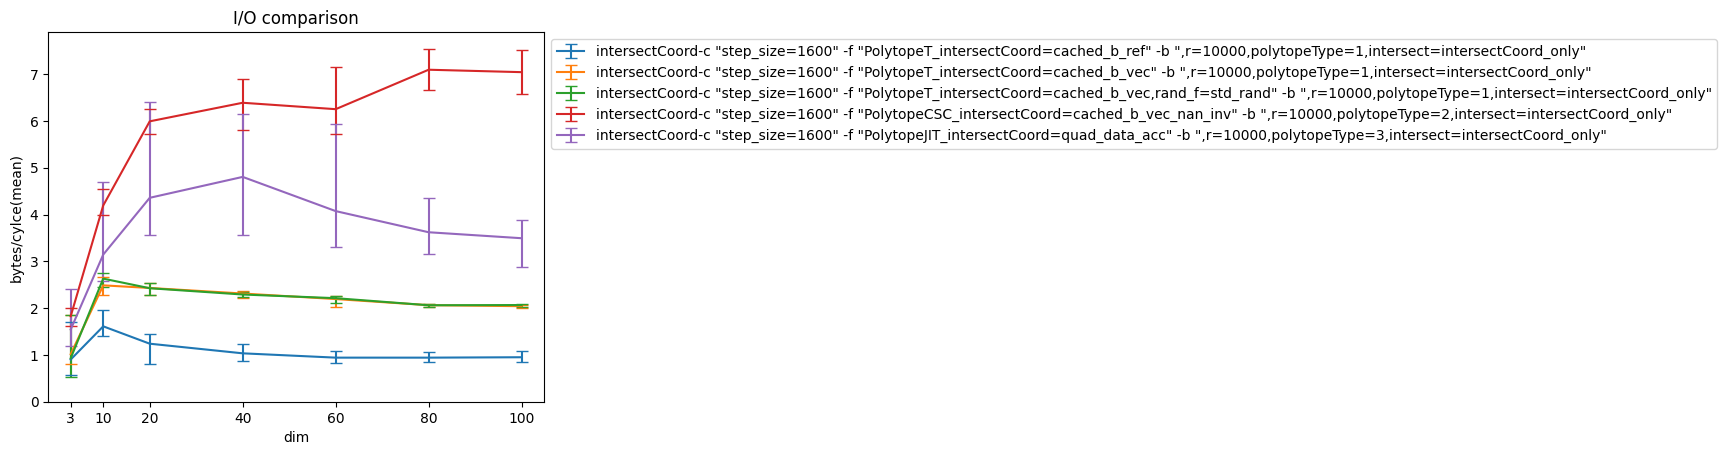 I/O comparison
bytes/cylce(mean)
7
6
5
4
3
2
1
0
3 10 20 40 60 80 100
dim
intersectCoord-c "step_size=1600" -f "PolytopeT_intersectCoord=cached_b_ref" -b ",r=10000,polytopeType=1,intersect=intersectCoord_only"
intersectCoord-c "step_size=1600" -f "PolytopeT_intersectCoord=cached_b_vec" -b ",r=10000,polytopeType=1,intersect=intersectCoord_only"
intersectCoord-c "step_size=1600" -f "PolytopeT_intersectCoord=cached_b_vec,rand_f=std_rand" -b ",r=10000,polytopeType=1,intersect=intersectCoord_only"
intersectCoord-c "step_size=1600" -f "PolytopeCSC_intersectCoord=cached_b_vec_nan_inv" -b ",r=10000,polytopeType=2,intersect=intersectCoord_only"
intersectCoord-c "step_size=1600" -f "PolytopeJIT_intersectCoord=quad_data_acc" -b ",r=10000,polytopeType=3,intersect=intersectCoord_only"